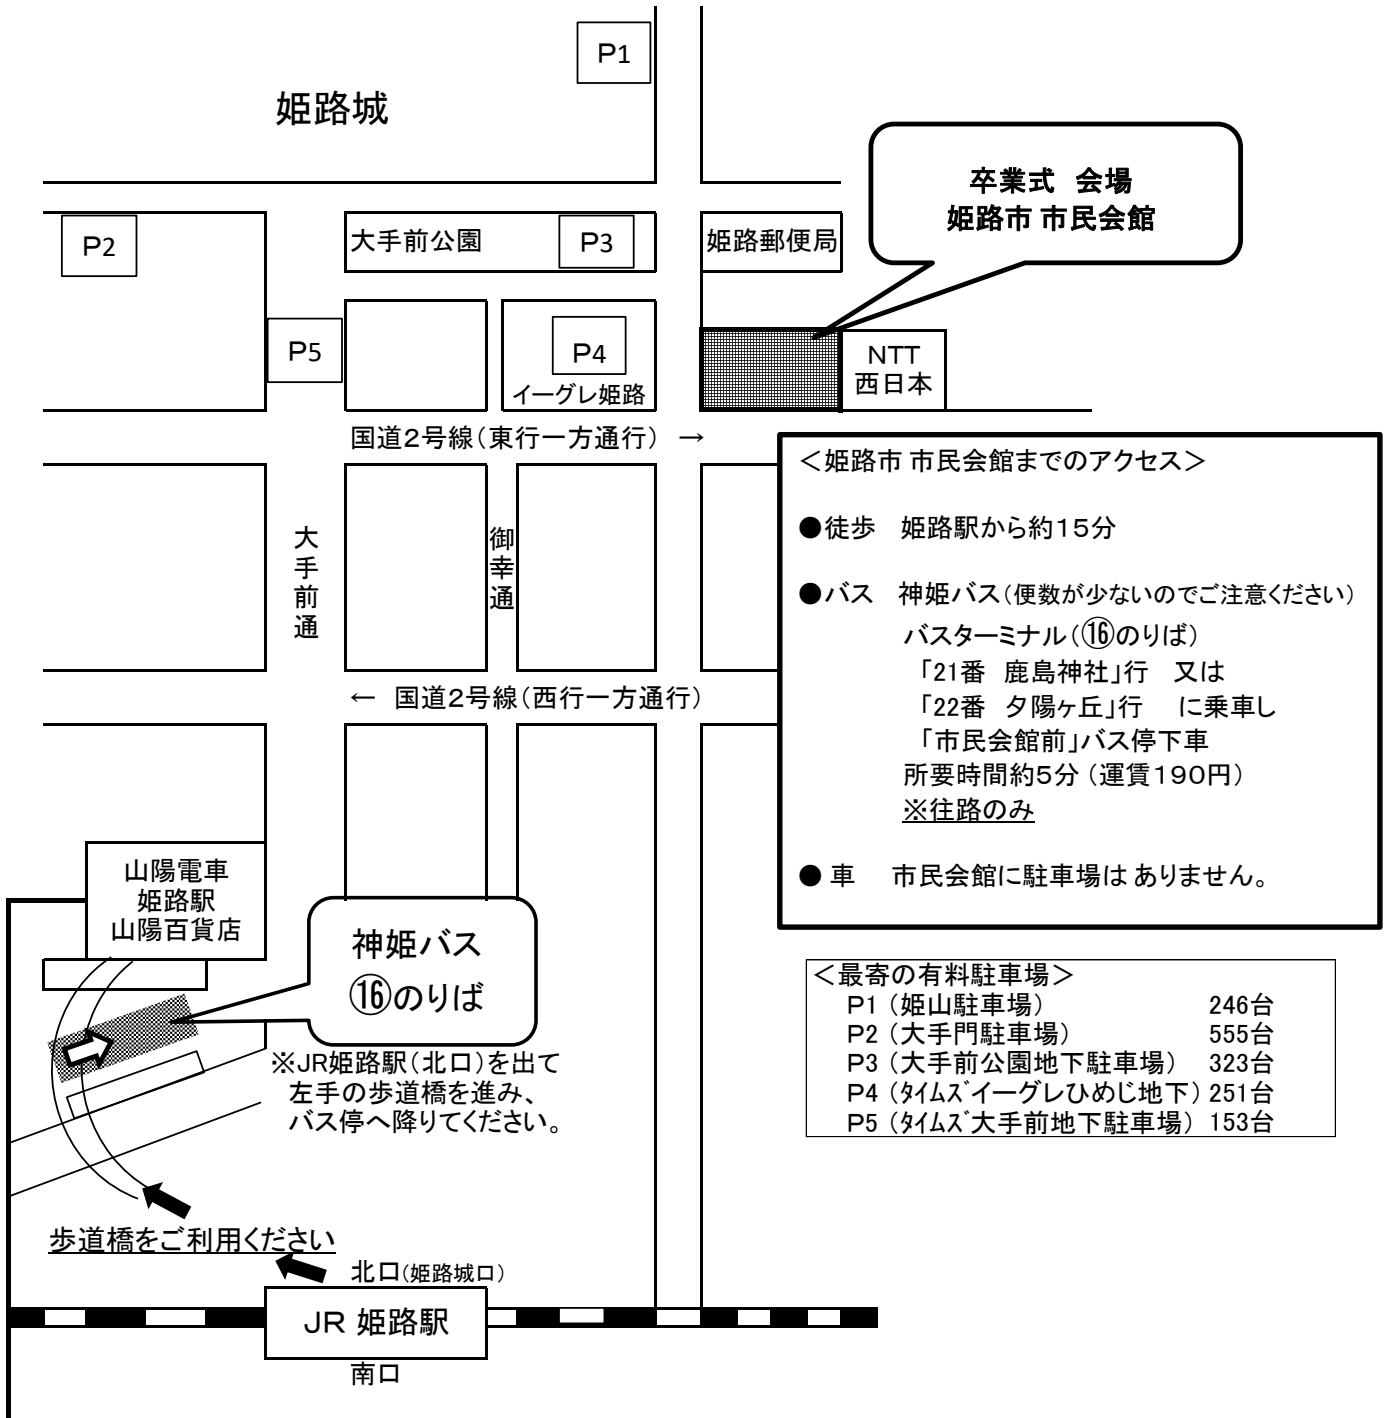 P1
姫路城
卒業式 会場
姫路市 市民会館
P2
大手前公園
P3
姫路郵便局
P5
P4
イーグレ姫路
NTT
西日本
国道2号線(東行一方通行) →
<姫路市 市民会館までのアクセス>
●徒歩 姫路駅から約15分
●バス 神姫バス(便数が少ないのでご注意ください)
バスターミナル(⑯のりば)
「21番 鹿島神社」行 又は
「22番 夕陽ヶ丘」行 に乗車し
「市民会館前」バス停下車
所要時間約5分(運賃190円)
※往路のみ
● 車 市民会館に駐車場は ありません。
大手前通
御幸通
← 国道2号線(西行一方通行)
山陽電車
姫路駅
山陽百貨店
神姫バス
⑯のりば
※JR姫路駅(北口)を出て
左手の歩道橋を進み、
バス停へ降りてください。
<最寄の有料駐車場>
P1 (姫山駐車場) 246台
P2 (大手門駐車場) 555台
P3 (大手前公園地下駐車場) 323台
P4 (タイムズイーグレひめじ地下) 251台
P5 (タイムズ大手前地下駐車場) 153台
歩道橋をご利用ください
北口(姫路城口)
JR 姫路駅
南口